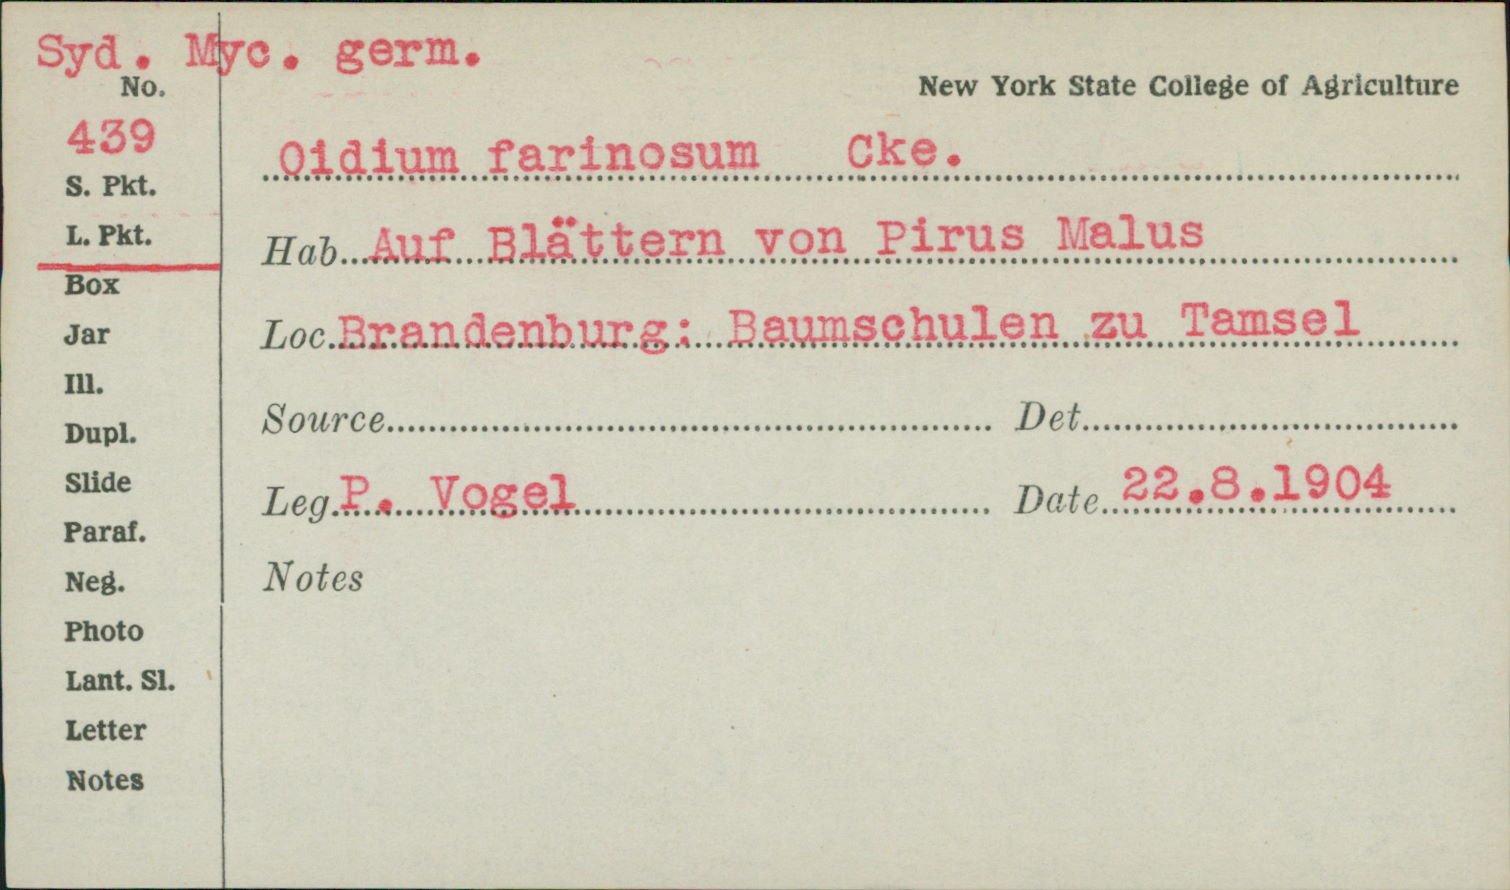 Syd. Myc. germ.
No.
New York State College of Agriculture
439
Oidium farinosum Cke.
S. Pkt.
L. Pkt.
Hab. Auf Blättern von Pirus Malus
Box
Loc. Brandenburg: Baumschulen zu Tamsel
Jar
Ill.
Source Det.
Dupl.
Slide
Leg. P. Vogel Date 22.8.1904
Paraf.
Neg.
Notes
Photo
Lant. Sl.
Letter
Notes